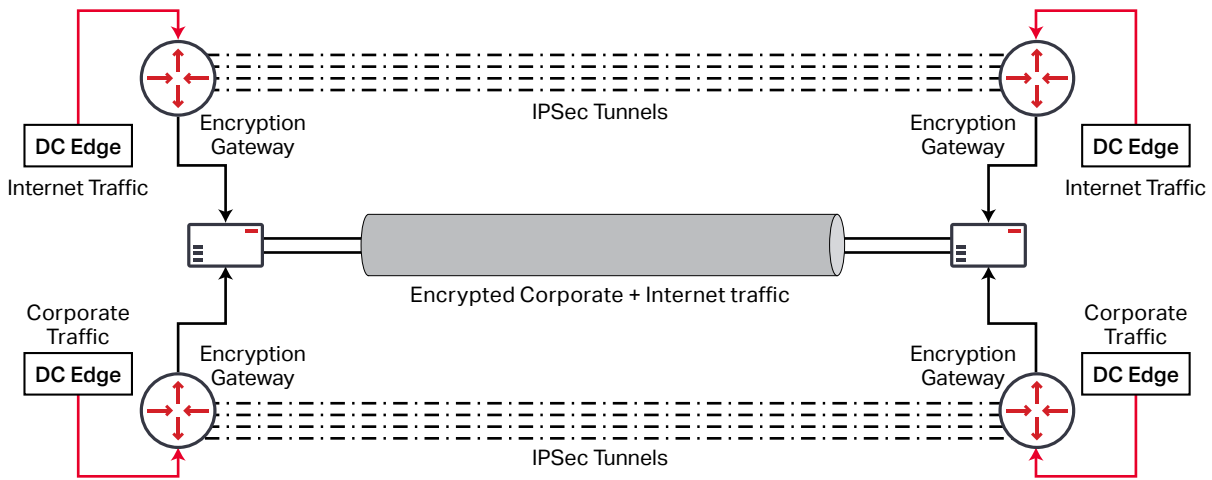 IPSec Tunnels
Encryption
Gateway
Encryption
Gateway
DC Edge
DC Edge
Internet Traffic
Internet Traffic
Encrypted Corporate + Internet traffic
Corporate
Traffic
Corporate
Traffic
Encryption
Gateway
Encryption
Gateway
DC Edge
DC Edge
IPSec Tunnels